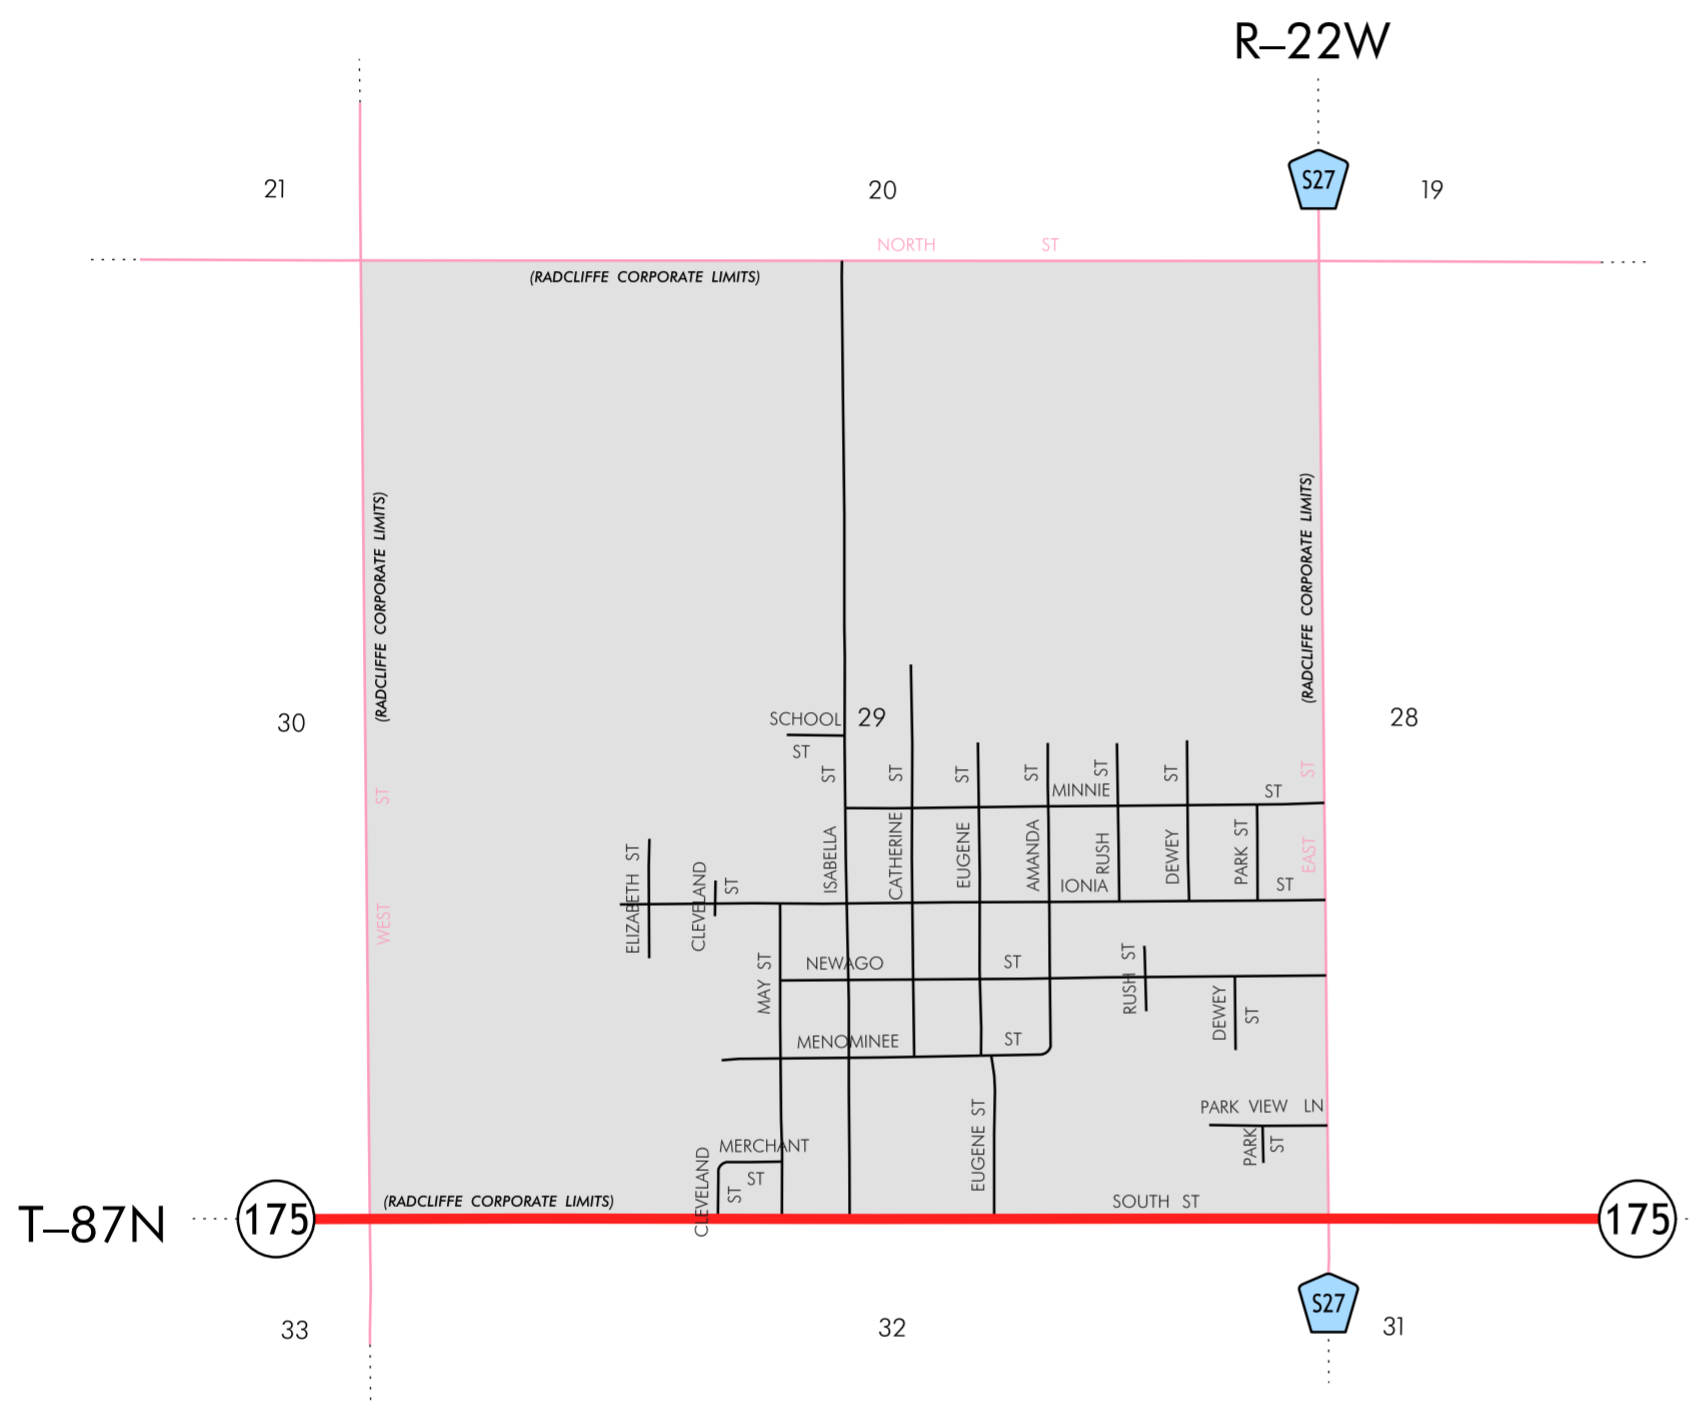 R–22W
S27
21
20
19
NORTH ST
(RADCLIFFE CORPORATE LIMITS)
(RADCLIFFE CORPORATE LIMITS)
(RADCLIFFE CORPORATE LIMITS)
30
SCHOOL
ST
29
28
WEST ST
EAST ST
ISABELLA ST
CATHERINE ST
EUGENE ST
AMANDA ST
RUSH ST
DEWEY ST
MINNIE ST
PARK ST
ELIZABETH ST
CLEVELAND ST
IONIA ST
MAY ST
NEWAGO ST
RUSH ST
DEWEY ST
MENOMINEE ST
EUGENE ST
PARK VIEW LN
PARK ST
MERCHANT
ST
CLEVELAND ST
(RADCLIFFE CORPORATE LIMITS)
SOUTH ST
T–87N
175
175
S27
33
32
31